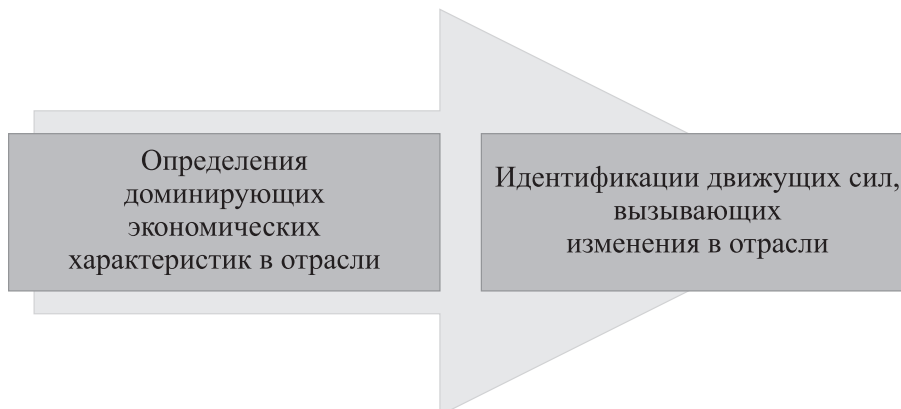 Определения
доминирующих
экономических
характеристик в отрасли
Идентификации движущих сил,
вызывающих
изменения в отрасли